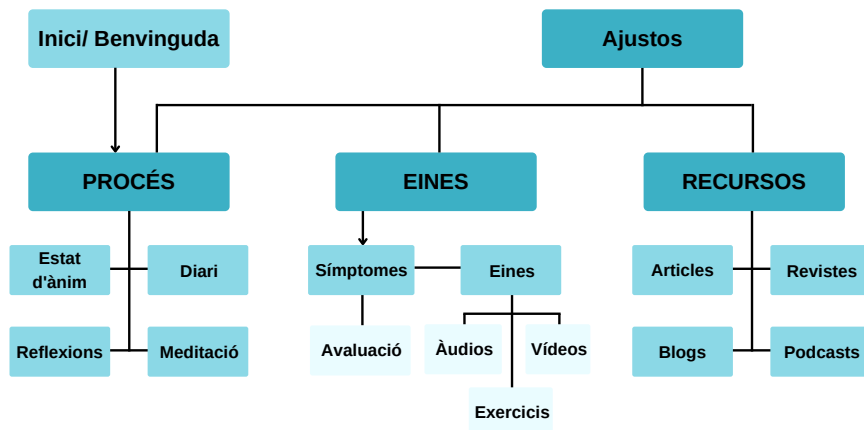 Inici/ Benvinguda
Ajustos
PROCÉS
EINES
RECURSOS
Estat
d'ànim
Diari
Símptomes
Eines
Articles
Revistes
Reflexions
Meditació
Avaluació
Àudios
Vídeos
Blogs
Podcasts
Exercicis